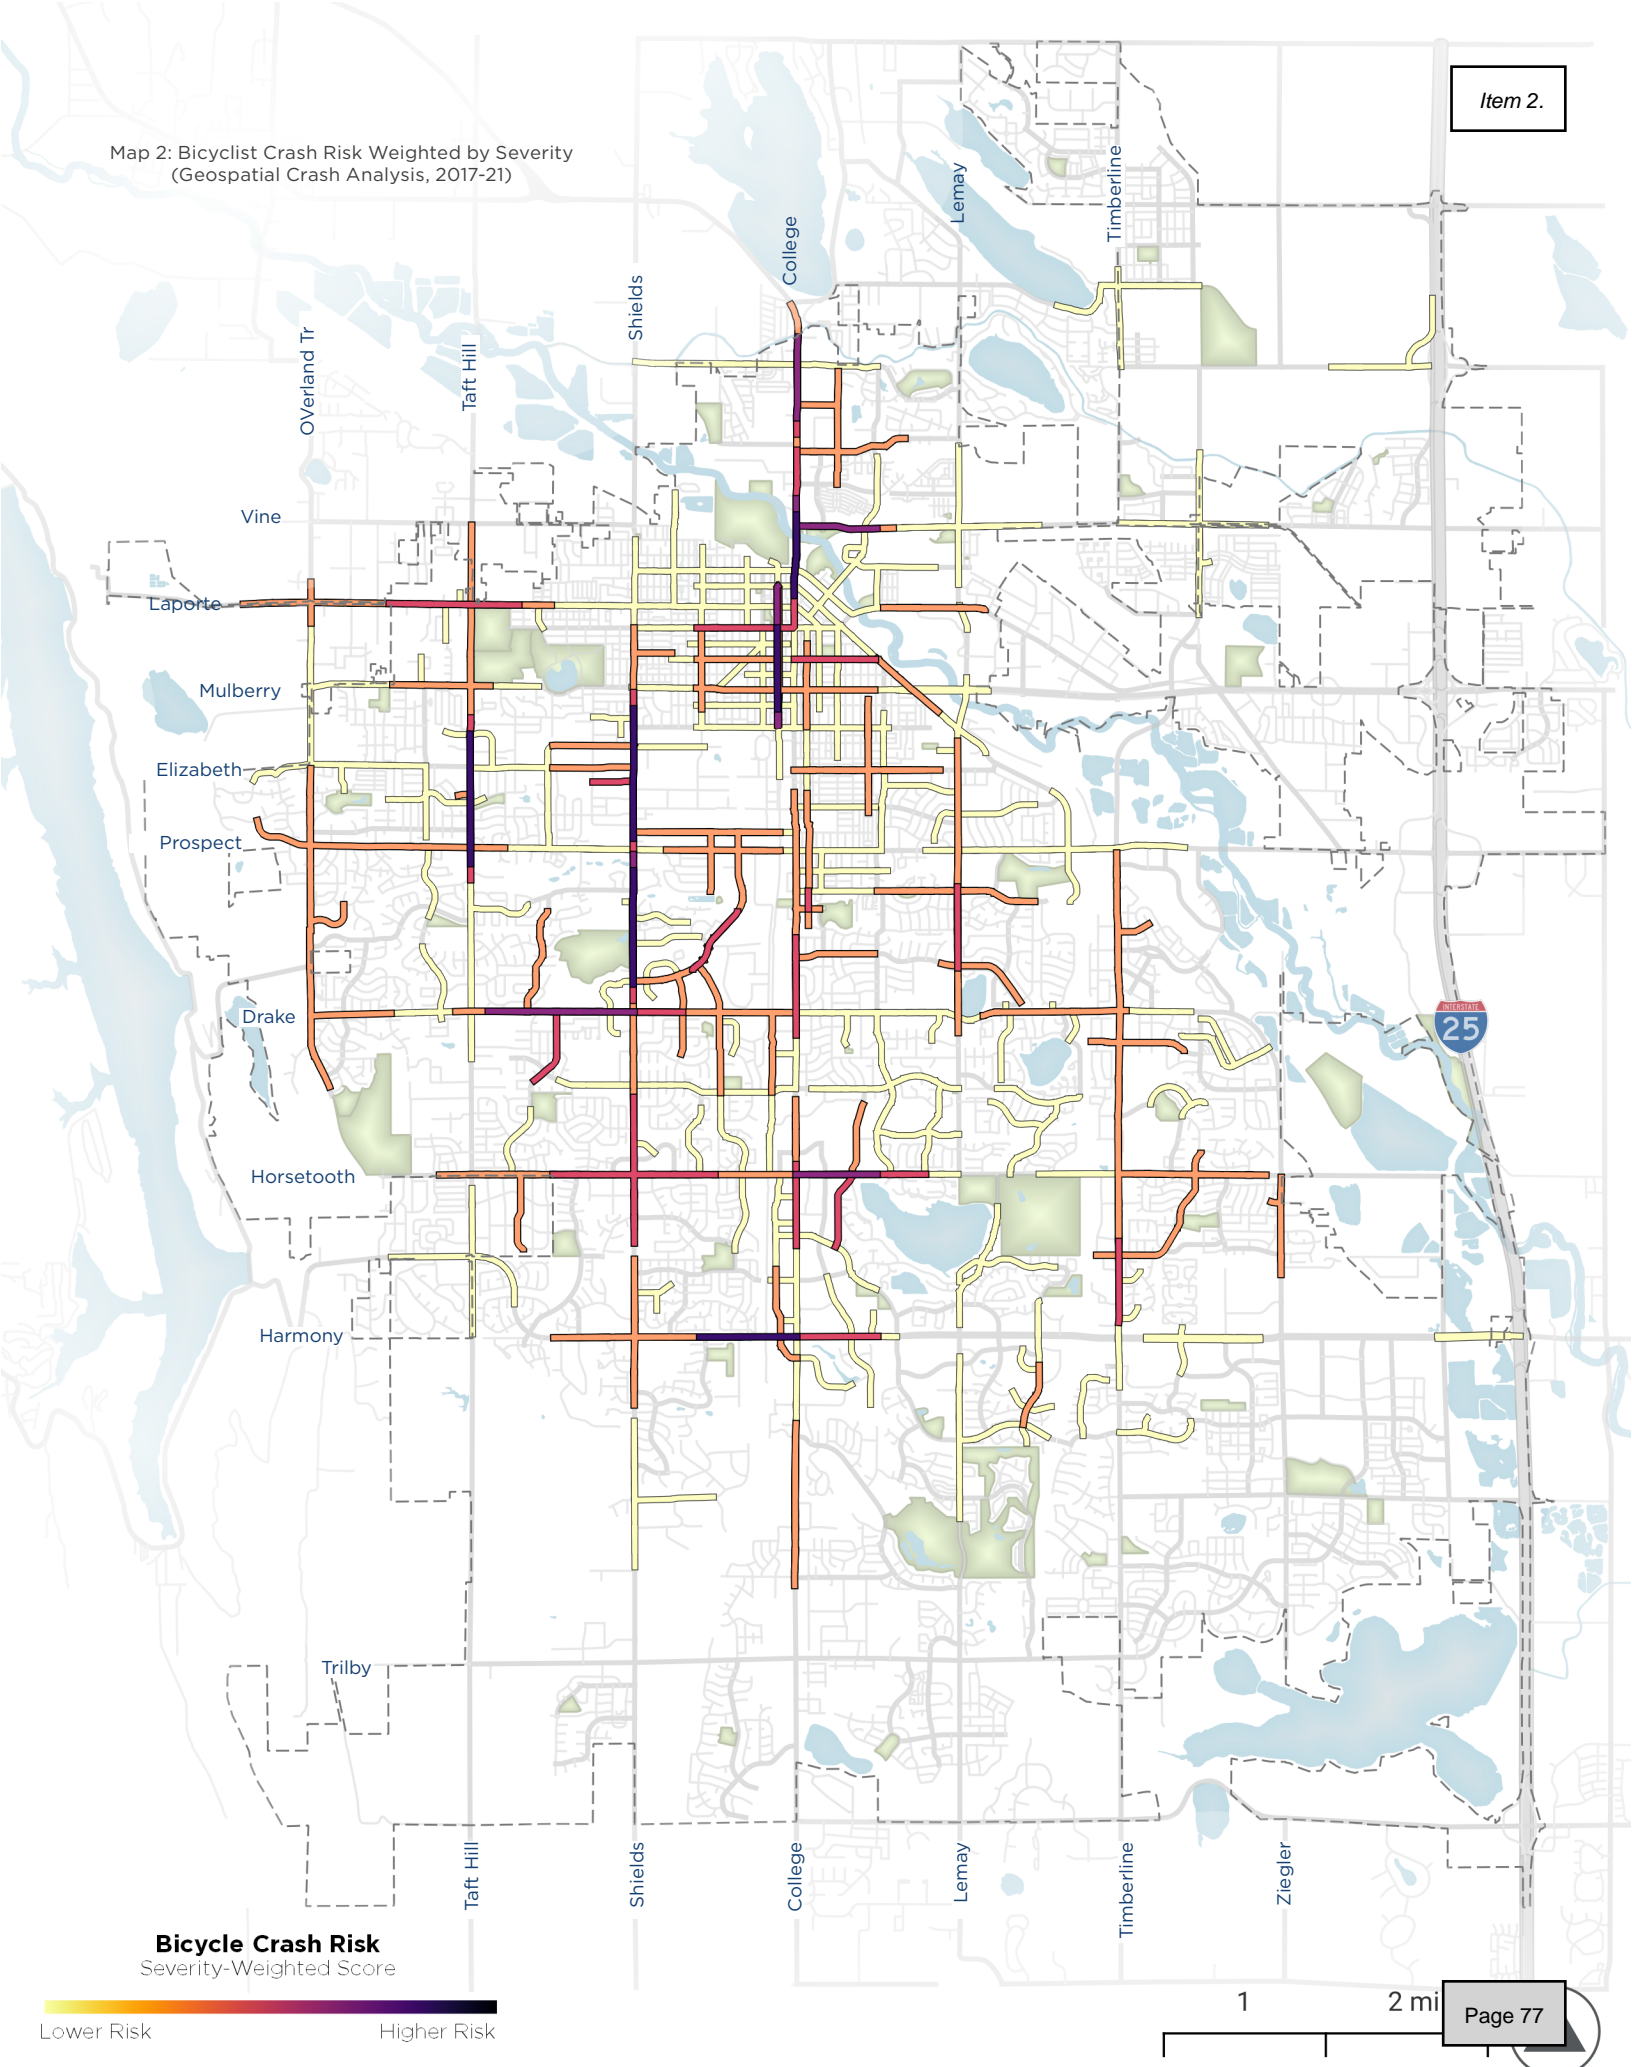 Item 2.
Map 2: Bicyclist Crash Risk Weighted by Severity
(Geospatial Crash Analysis, 2017-21)
Lemay
Timberline
College
Shields
OVerland Tr
Taft Hill
Vine
Laporte
Mulberry
Elizabeth
Prospect
Drake
INTERSTATE
25
Horsetooth
Harmony
Trilby
Taft Hill
Shields
College
Lemay
Timberline
Ziegler
Bicycle Crash Risk
Severity-Weighted Score
Lower Risk
Higher Risk
1
2 mi
Page 77